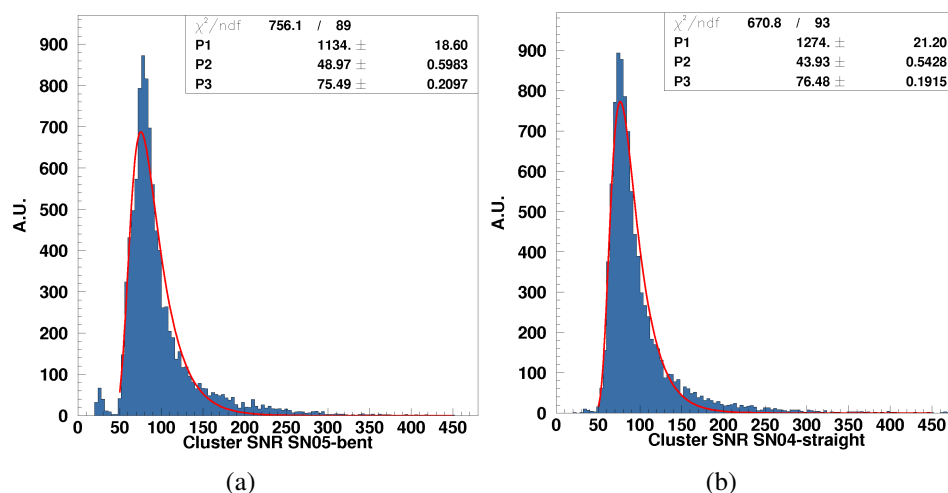 χ²/ndf 756.1 / 89
P1 1134. ± 18.60
P2 48.97 ± 0.5983
P3 75.49 ± 0.2097
A.U.
900
800
700
600
500
400
300
200
100
0
0 50 100 150 200 250 300 350 400 450
Cluster SNR SN05-bent
(a)
χ²/ndf 670.8 / 93
P1 1274. ± 21.20
P2 43.93 ± 0.5428
P3 76.48 ± 0.1915
A.U.
900
800
700
600
500
400
300
200
100
0
0 50 100 150 200 250 300 350 400 450
Cluster SNR SN04-straight
(b)